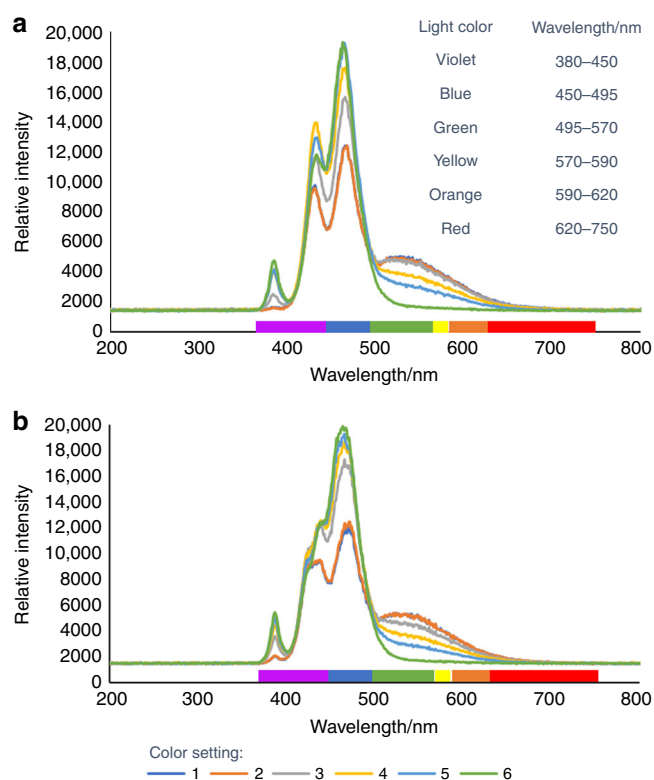 a
Light color Wavelength/nm
Violet 380–450
Blue 450–495
Green 495–570
Yellow 570–590
Orange 590–620
Red 620–750
Relative intensity
20,000
18,000
16,000
14,000
12,000
10,000
8000
6000
4000
2000
0
200 300 400 500 600 700 800
Wavelength/nm
b
Relative intensity
20,000
18,000
16,000
14,000
12,000
10,000
8000
6000
4000
2000
0
200 300 400 500 600 700 800
Wavelength/nm
Color setting:
1 2 3 4 5 6